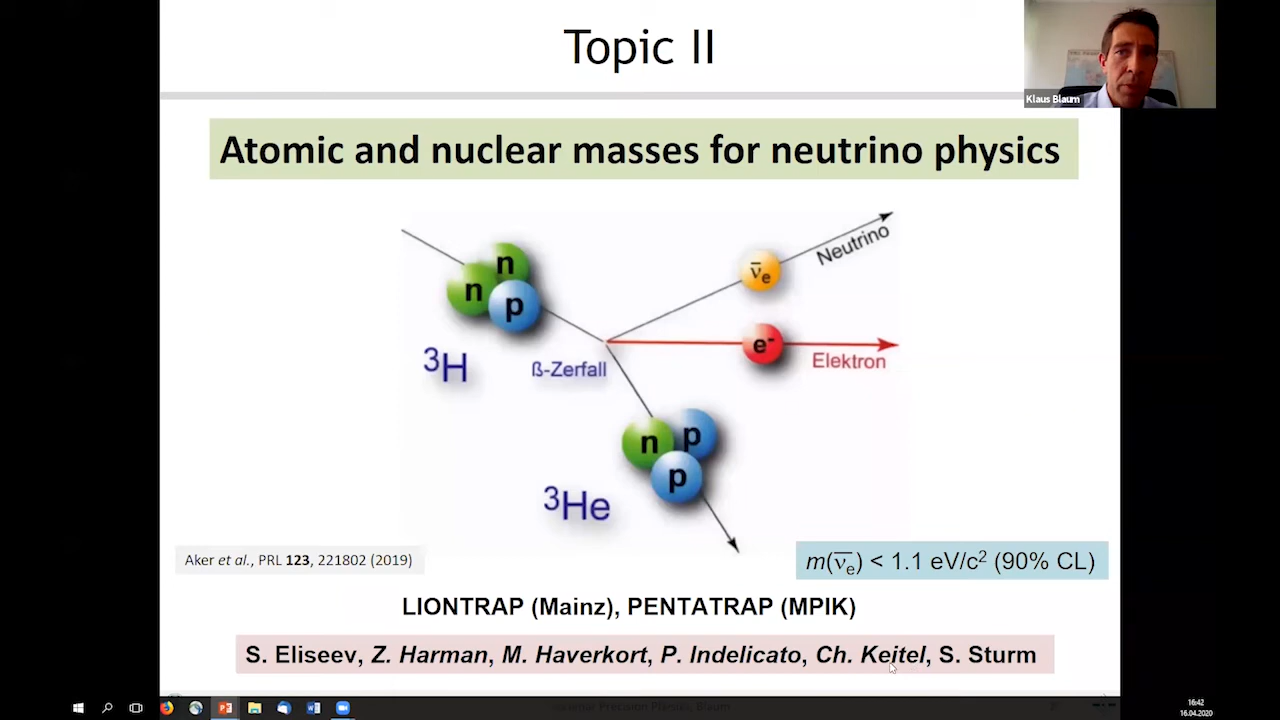 Topic II
Klaus Blaum
Atomic and nuclear masses for neutrino physics
n
n
p
ν̅e
Neutrino
e-
Elektron
³H
ß-Zerfall
n
p
p
³He
Aker et al., PRL 123, 221802 (2019)
m(ν̅e) < 1.1 eV/c² (90% CL)
LIONTRAP (Mainz), PENTATRAP (MPIK)
S. Eliseev, Z. Harman, M. Haverkort, P. Indelicato, Ch. Keitel, S. Sturm
16:42
16.04.2020